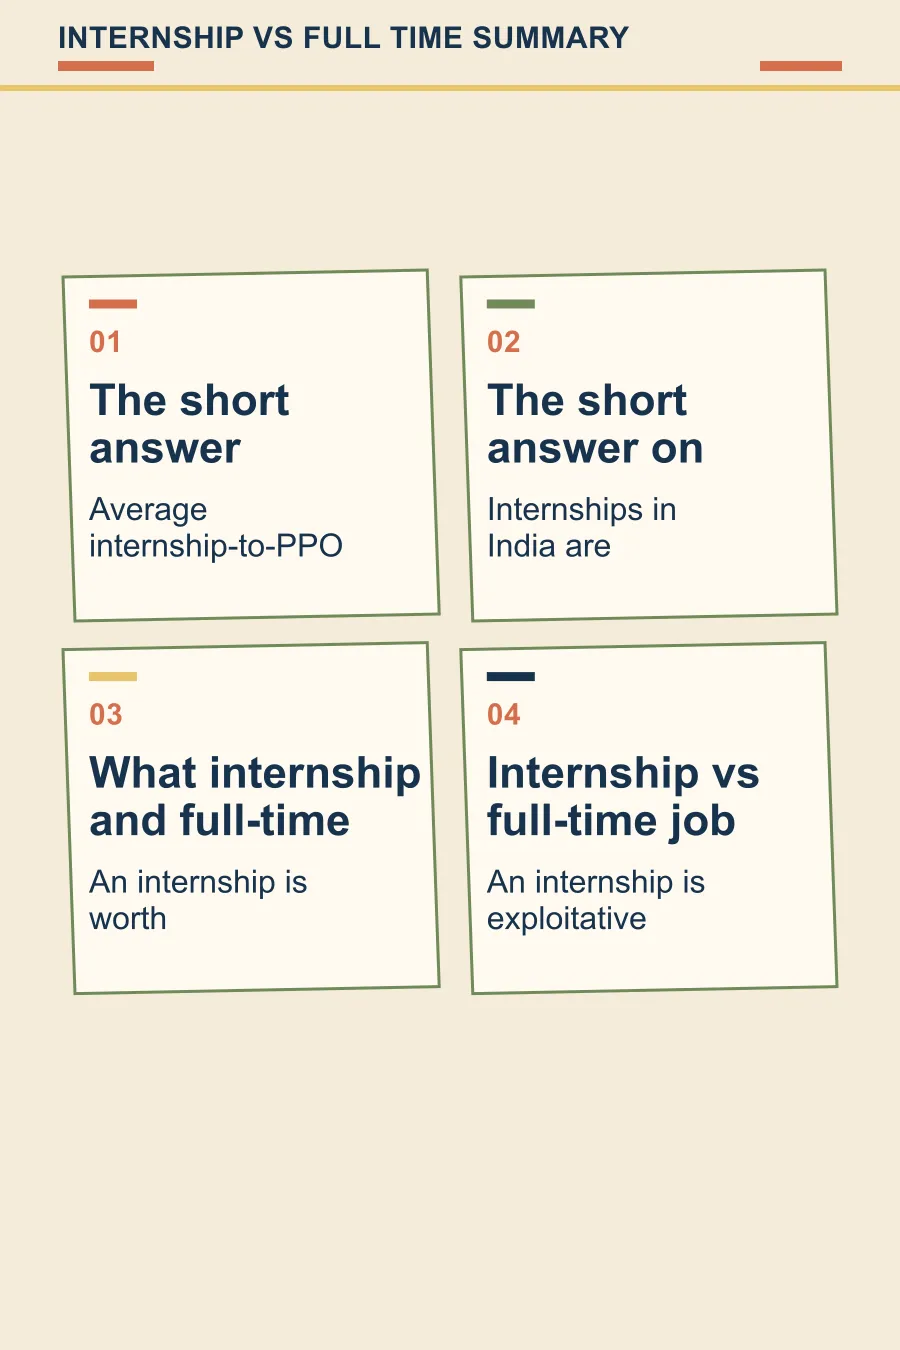 INTERNSHIP VS FULL TIME SUMMARY
01
The short
answer
Average
internship-to-PPO
02
The short
answer on
Internships in
India are
03
What internship
and full-time
An internship is
worth
04
Internship vs
full-time job
An internship is
exploitative